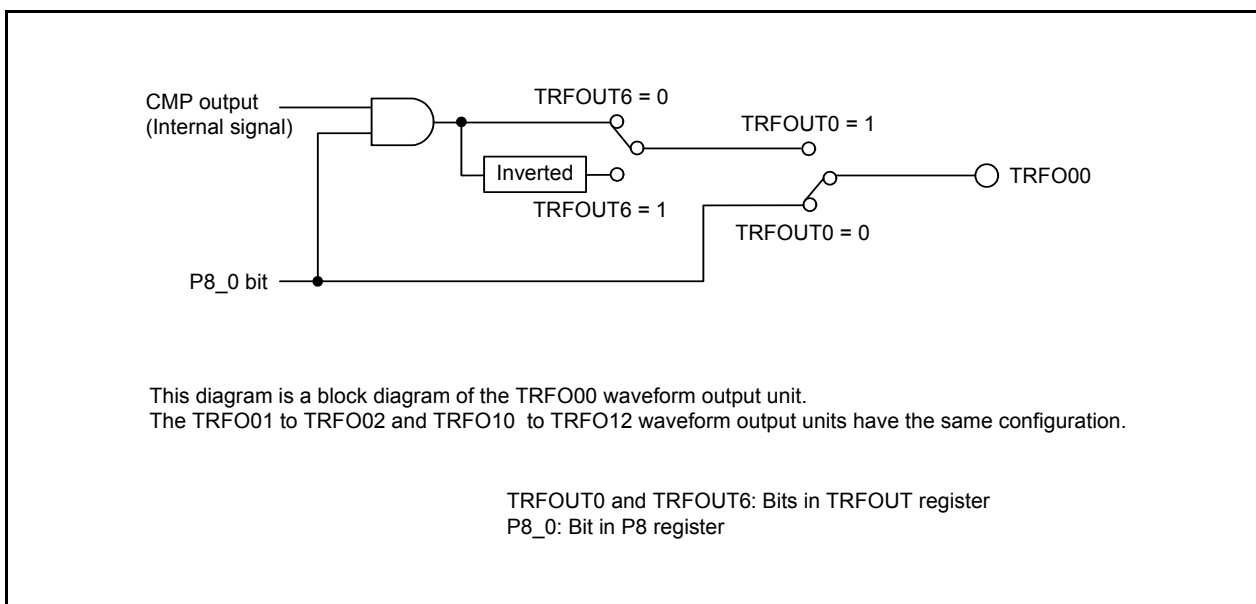 CMP output
(Internal signal)
TRFOUT6 = 0
TRFOUT0 = 1
Inverted
TRFO00
TRFOUT6 = 1
TRFOUT0 = 0
P8_0 bit
This diagram is a block diagram of the TRFO00 waveform output unit.
The TRFO01 to TRFO02 and TRFO10 to TRFO12 waveform output units have the same configuration.
TRFOUT0 and TRFOUT6: Bits in TRFOUT register
P8_0: Bit in P8 register